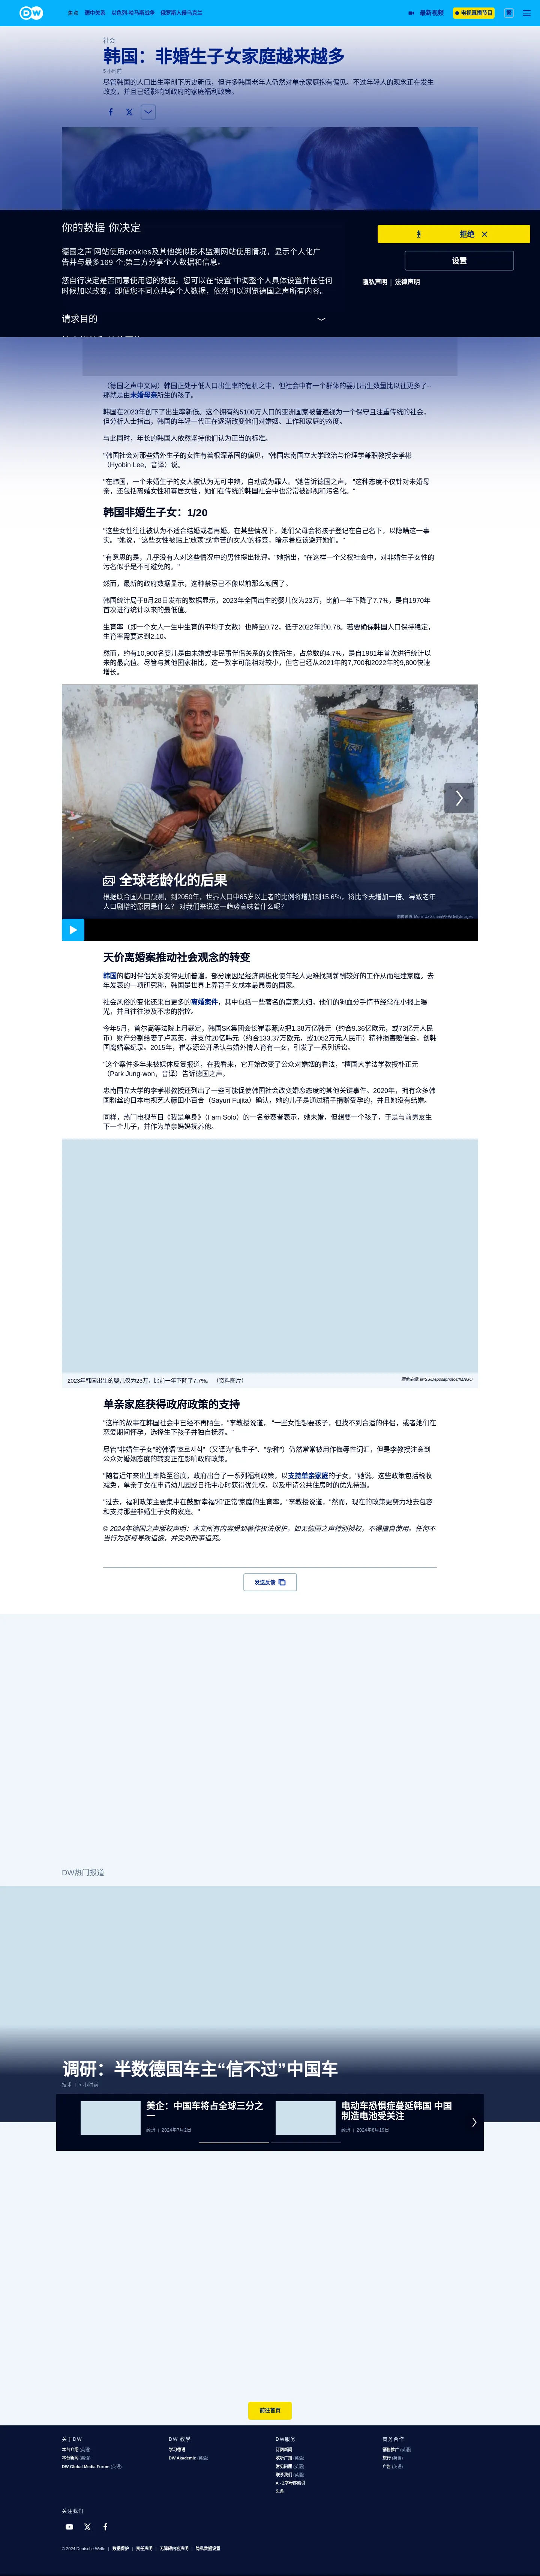 DW
焦点 德中关系 以色列-哈马斯战争 俄罗斯入侵乌克兰
最新视频 电视直播节目 繁
社会
韩国：非婚生子女家庭越来越多
5 小时前
尽管韩国的人口出生率创下历史新低，但许多韩国老年人仍然对单亲家庭抱有偏见。不过年轻人的观念正在发生
改变，并且已经影响到政府的家庭福利政策。
你的数据 你决定
拒绝
德国之声网站使用cookies及其他类似技术监测网站使用情况，显示个人化广
告并与最多169 个;第三方分享个人数据和信息。
设置
您自行决定是否同意使用您的数据。您可以在“设置”中调整个人具体设置并在任何
时候加以改变。即便您不同意共享个人数据，依然可以浏览德国之声所有内容。
隐私声明 | 法律声明
请求目的
（德国之声中文网）韩国正处于低人口出生率的危机之中，但社会中有一个群体的婴儿出生数量比以往更多了--
那就是由未婚母亲所生的孩子。
韩国在2023年创下了出生率新低。这个拥有约5100万人口的亚洲国家被普遍视为一个保守且注重传统的社会，
但分析人士指出，韩国的年轻一代正在逐渐改变他们对婚姻、工作和家庭的态度。
与此同时，年长的韩国人依然坚持他们认为正当的标准。
"韩国社会对那些婚外生子的女性有着根深蒂固的偏见，"韩国忠南国立大学政治与伦理学兼职教授李孝彬
（Hyobin Lee，音译）说。
"在韩国，一个未婚生子的女人被认为无可申辩，自动成为罪人。"她告诉德国之声， "这种态度不仅针对未婚母
亲，还包括离婚女性和寡居女性，她们在传统的韩国社会中也常常被鄙视和污名化。"
韩国非婚生子女：1/20
"这些女性往往被认为不适合结婚或者再婚。在某些情况下，她们父母会将孩子登记在自己名下，以隐瞒这一事
实。"她说，"这些女性被贴上'放荡'或'命苦的女人'的标签，暗示着应该避开她们。"
"有意思的是，几乎没有人对这些情况中的男性提出批评。"她指出，"在这样一个父权社会中，对非婚生子女性的
污名似乎是不可避免的。"
然而，最新的政府数据显示，这种禁忌已不像以前那么顽固了。
韩国统计局于8月28日发布的数据显示，2023年全国出生的婴儿仅为23万，比前一年下降了7.7%，是自1970年
首次进行统计以来的最低值。
生育率（即一个女人一生中生育的平均子女数）也降至0.72，低于2022年的0.78。若要确保韩国人口保持稳定，
生育率需要达到2.10。
然而，约有10,900名婴儿是由未婚或非民事伴侣关系的女性所生，占总数的4.7%，是自1981年首次进行统计以
来的最高值。尽管与其他国家相比，这一数字可能相对较小，但它已经从2021年的7,700和2022年的9,800快速
增长。
全球老龄化的后果
根据联合国人口预测，到2050年，世界人口中65岁以上者的比例将增加到15.6％，将比今天增加一倍。导致老年
人口剧增的原因是什么？ 对我们来说这一趋势意味着什么呢？
图像来源: Munir Uz Zaman/AFP/GettyImages
天价离婚案推动社会观念的转变
韩国的临时伴侣关系变得更加普遍，部分原因是经济两极化使年轻人更难找到薪酬较好的工作从而组建家庭。去
年发表的一项研究称，韩国是世界上养育子女成本最昂贵的国家。
社会风俗的变化还来自更多的离婚案件，其中包括一些著名的富家夫妇，他们的狗血分手情节经常在小报上曝
光，并且往往涉及不忠的指控。
今年5月，首尔高等法院上月裁定，韩国SK集团会长崔泰源应把1.38万亿韩元（约合9.36亿欧元，或73亿元人民
币）财产分割给妻子卢素英，并支付20亿韩元（约合133.37万欧元，或1052万元人民币）精神损害赔偿金，创韩
国离婚案纪录。2015年，崔泰源公开承认与婚外情人育有一女，引发了一系列诉讼。
"这个案件多年来被媒体反复报道，在我看来，它开始改变了公众对婚姻的看法，"檀国大学法学教授朴正元
（Park Jung-won，音译）告诉德国之声。
忠南国立大学的李孝彬教授还列出了一些可能促使韩国社会改变婚恋态度的其他关键事件。2020年，拥有众多韩
国粉丝的日本电视艺人藤田小百合（Sayuri Fujita）确认，她的儿子是通过精子捐赠受孕的，并且她没有结婚。
同样，热门电视节目《我是单身》（I am Solo）的一名参赛者表示，她未婚，但想要一个孩子，于是与前男友生
下一个儿子，并作为单亲妈妈抚养他。
2023年韩国出生的婴儿仅为23万，比前一年下降了7.7%。 （资料图片）
图像来源: IMGS/Depositphotos/IMAGO
单亲家庭获得政府政策的支持
"这样的故事在韩国社会中已经不再陌生，"李教授说道， "一些女性想要孩子，但找不到合适的伴侣，或者她们在
恋爱期间怀孕，选择生下孩子并独自抚养。"
尽管"非婚生子女"的韩语"호로자식"（又译为"私生子"、"杂种"）仍然常常被用作侮辱性词汇，但是李教授注意到
公众对婚姻态度的转变正在影响政府政策。
"随着近年来出生率降至谷底，政府出台了一系列福利政策，以支持单亲家庭的子女。"她说。这些政策包括税收
减免，单亲子女在申请幼儿园或日托中心时获得优先权，以及申请公共住房时的优先待遇。
"过去，福利政策主要集中在鼓励'幸福'和'正常'家庭的生育率。"李教授说道，"然而，现在的政策更努力地去包容
和支持那些非婚生子女的家庭。"
© 2024年德国之声版权声明：本文所有内容受到著作权法保护，如无德国之声特别授权，不得擅自使用。任何不
当行为都将导致追偿，并受到刑事追究。
发送反馈
DW热门报道
调研：半数德国车主“信不过”中国车
技术 | 5 小时前
美企：中国车将占全球三分之
一
经济 | 2024年7月2日
电动车恐惧症蔓延韩国 中国
制造电池受关注
经济 | 2024年8月19日
前往首页
关于DW
本台介绍 (英语)
本台新闻 (英语)
DW Global Media Forum (英语)
DW 教学
学习德语
DW Akademie (英语)
DW服务
订阅新闻
收听广播 (英语)
常见问题 (英语)
联系我们 (英语)
A - Z字母序索引
头条
商务合作
销售推广 (英语)
旅行 (英语)
广告 (英语)
关注我们
© 2024 Deutsche Welle | 数据保护 | 责任声明 | 无障碍内容声明 | 隐私数据设置